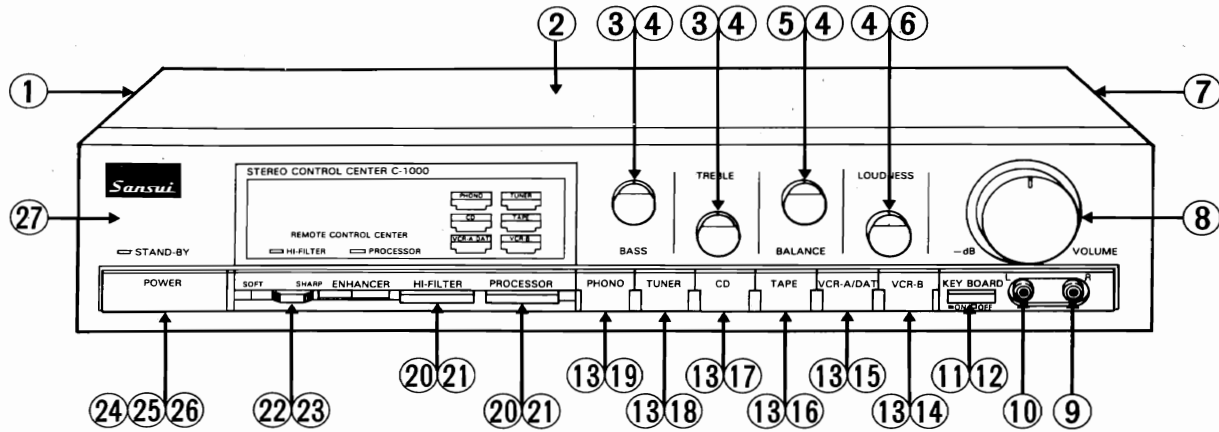 ② ③④ ③④ ⑤④ ④⑥
① ⑦
Sansui
STEREO CONTROL CENTER C-1000
TREBLE LOUDNESS
PHONO TUNER
CD TAPE
VCR-A DAT VCR-B
REMOTE CONTROL CENTER
HI-FILTER PROCESSOR
㉗ ⑧
STAND-BY
BASS BALANCE -dB VOLUME
POWER SOFT SHARP ENHANCER HI-FILTER PROCESSOR PHONO TUNER CD TAPE VCR-A/DAT VCR-B KEY BOARD L R
ON OFF
⑳㉑ ⑬⑲ ⑬⑰ ⑬⑮ ⑪⑫
㉔㉕㉖ ㉒㉓ ⑳㉑ ⑬⑱ ⑬⑯ ⑬⑭ ⑩ ⑨